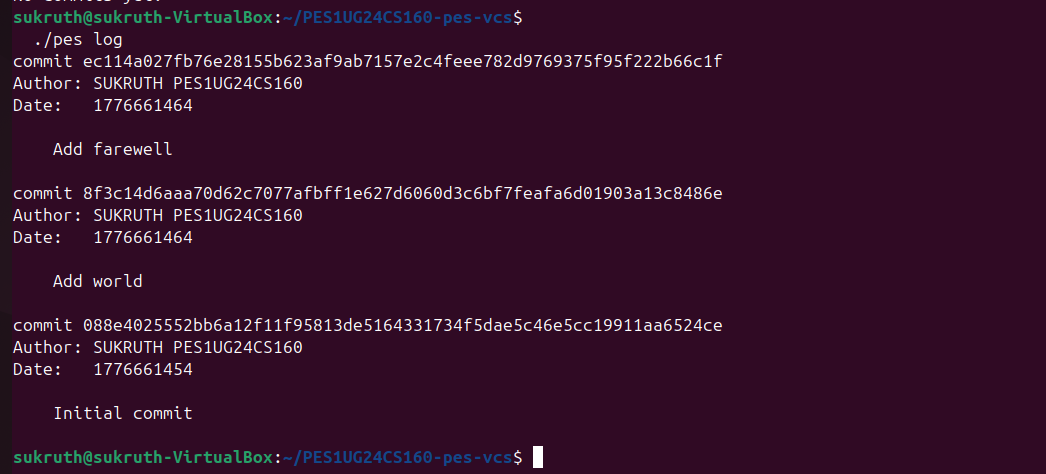 sukruth@sukruth-VirtualBox:~/PES1UG24CS160-pes-vcs$
./pes log
commit ec114a027fb76e28155b623af9ab7157e2c4feee782d9769375f95f222b66c1f
Author: SUKRUTH PES1UG24CS160
Date:   1776661464
Add farewell
commit 8f3c14d6aaa70d62c7077afbff1e627d6060d3c6bf7feafa6d01903a13c8486e
Author: SUKRUTH PES1UG24CS160
Date:   1776661464
Add world
commit 088e4025552bb6a12f11f95813de5164331734f5dae5c46e5cc19911aa6524ce
Author: SUKRUTH PES1UG24CS160
Date:   1776661454
Initial commit
sukruth@sukruth-VirtualBox:~/PES1UG24CS160-pes-vcs$